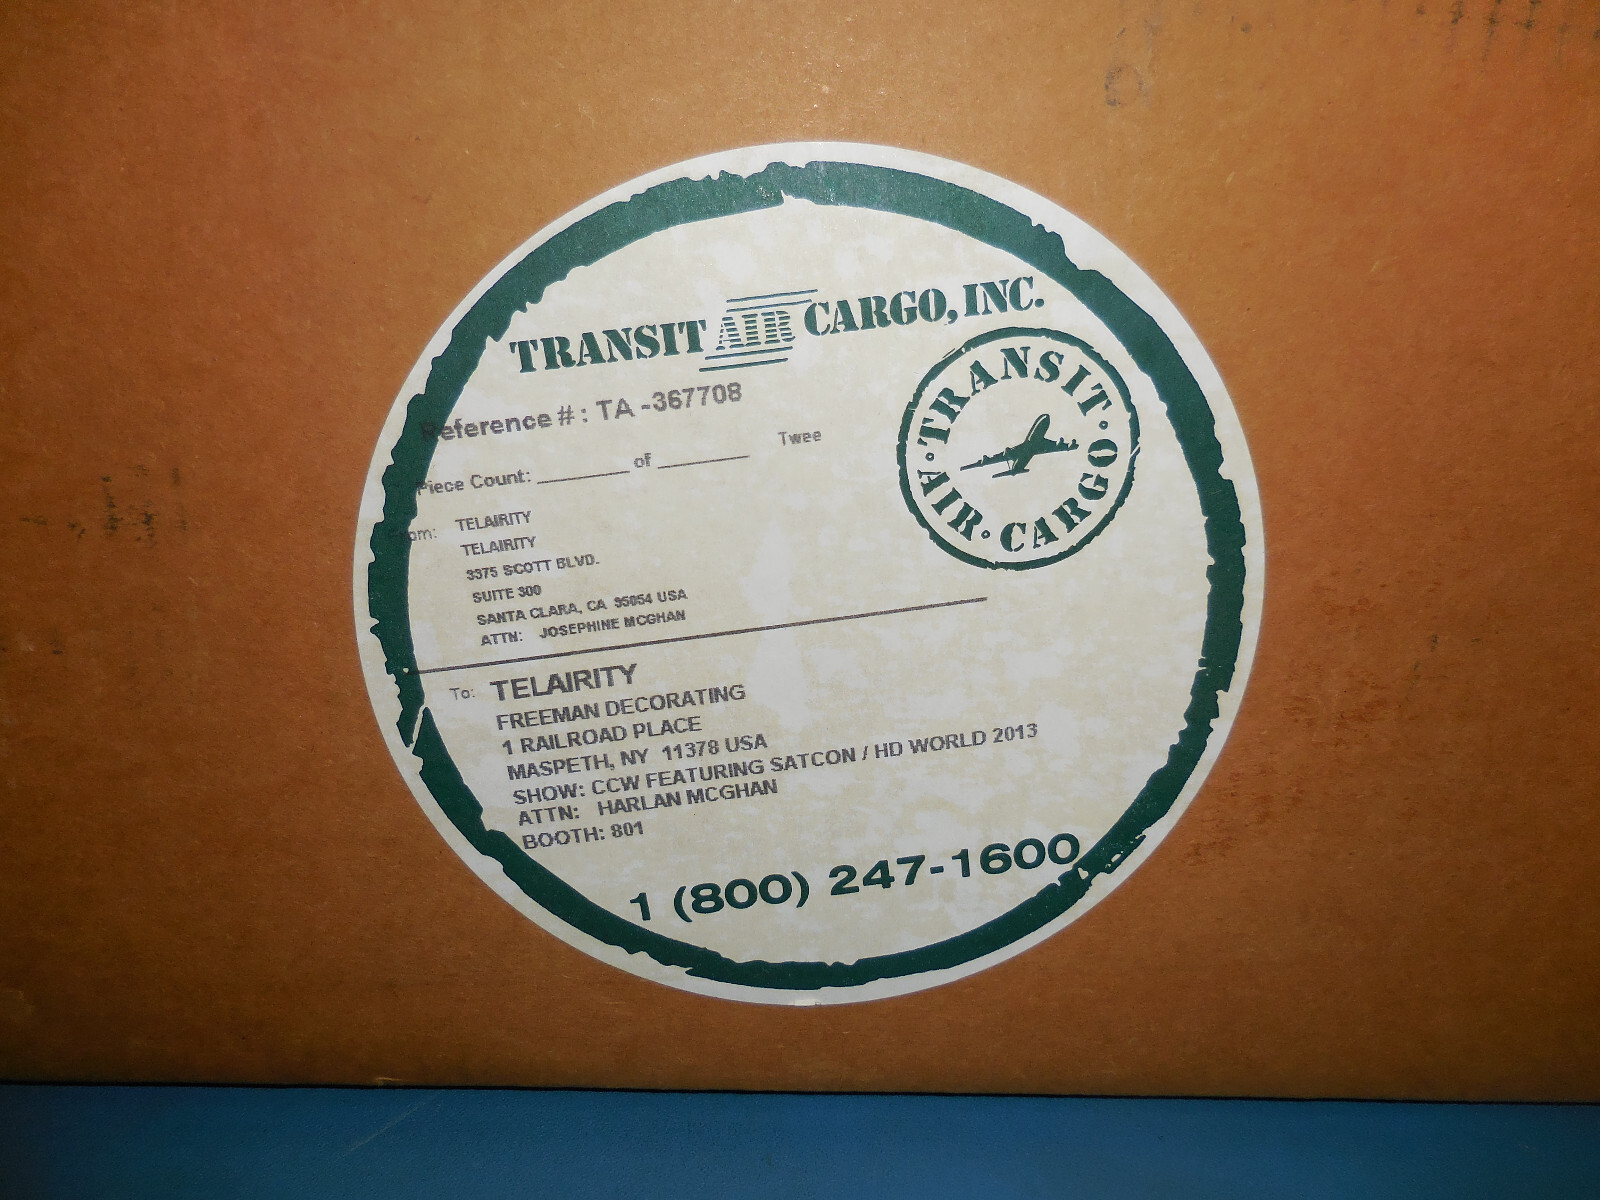 TRANSIT AIR CARGO, INC.
Reference # : TA -367708
Twee
Piece Count: ________ of ________
TRANSIT · AIR · CARGO ·
From: TELAIRITY
TELAIRITY
3375 SCOTT BLVD.
SUITE 300
SANTA CLARA, CA 95054 USA
ATTN: JOSEPHINE MCGHAN
To: TELAIRITY
FREEMAN DECORATING
1 RAILROAD PLACE
MASPETH, NY 11378 USA
SHOW: CCW FEATURING SATCON / HD WORLD 2013
ATTN: HARLAN MCGHAN
BOOTH: 801
1 (800) 247-1600